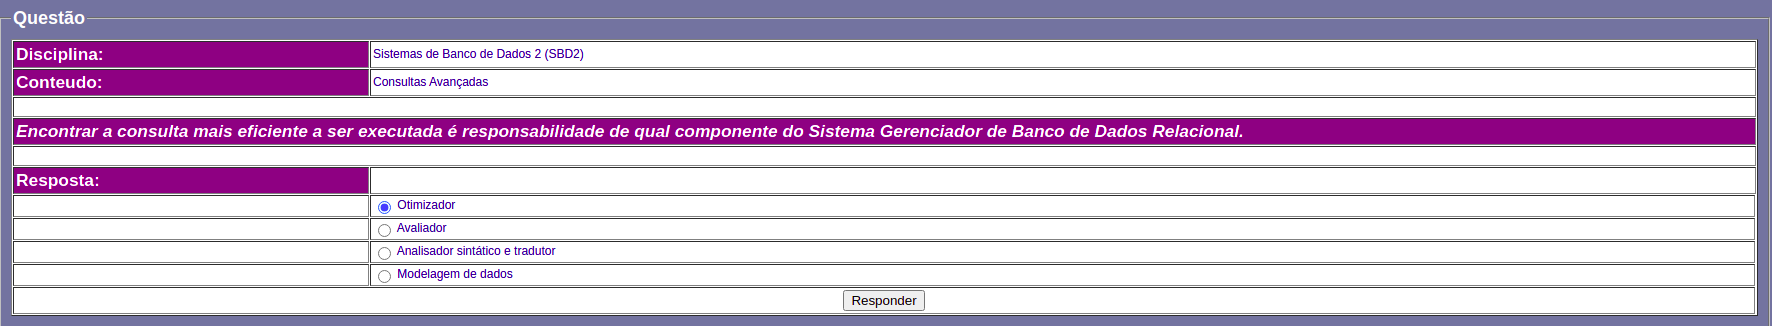 Questão
Disciplina: Sistemas de Banco de Dados 2 (SBD2)
Conteudo: Consultas Avançadas
Encontrar a consulta mais eficiente a ser executada é responsabilidade de qual componente do Sistema Gerenciador de Banco de Dados Relacional.
Resposta:
Otimizador
Avaliador
Analisador sintático e tradutor
Modelagem de dados
Responder